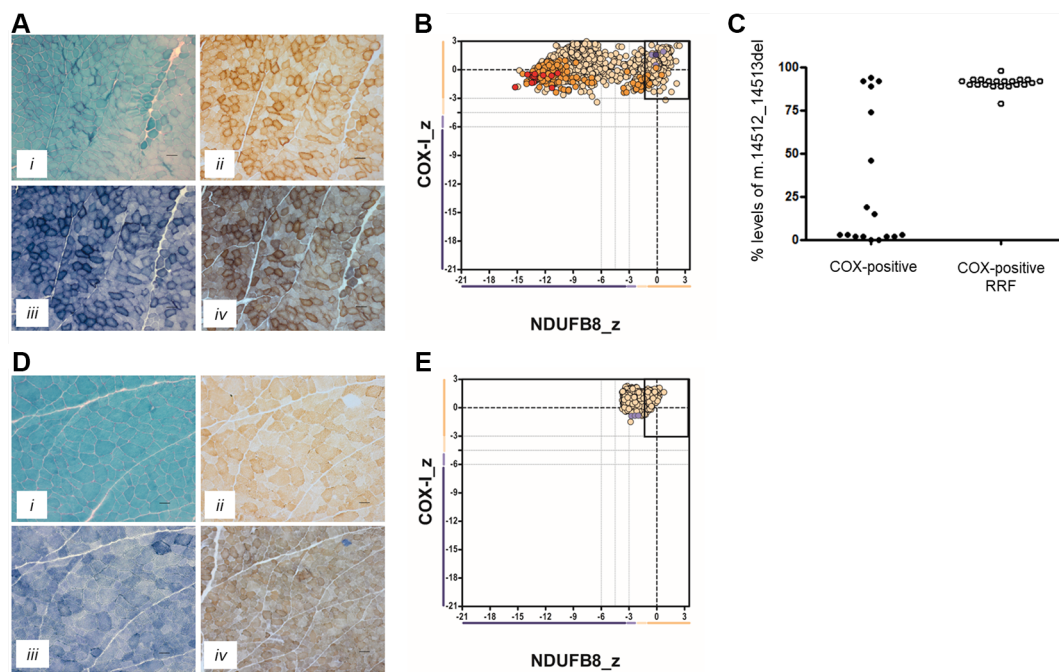 A
B
C
i
ii
iii
iv
COX-I_z
3
0
-3
-6
-9
-12
-15
-18
-21
-21 -18 -15 -12 -9 -6 -3 0 3
NDUFB8_z
% levels of m.14512_14513del
100
75
50
25
0
COX-positive
COX-positive
RRF
D
E
i
ii
iii
iv
COX-I_z
3
0
-3
-6
-9
-12
-15
-18
-21
-21 -18 -15 -12 -9 -6 -3 0 3
NDUFB8_z